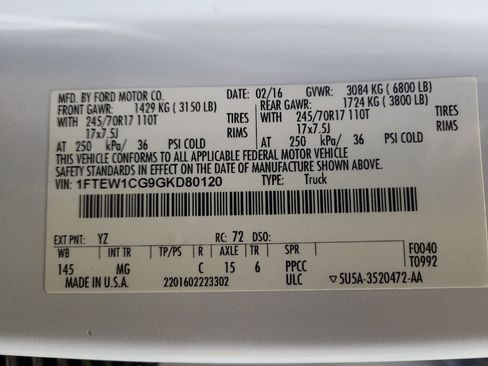 MFD. BY FORD MOTOR CO. DATE: 02/16 GVWR: 3084 KG ( 6800 LB)
FRONT GAWR: 1429 KG ( 3150 LB) REAR GAWR: 1724 KG ( 3800 LB)
WITH 245/70R17 110T TIRES WITH 245/70R17 110T TIRES
17x7.5J RIMS 17x7.5J RIMS
AT 250 kPa/ 36 PSI COLD AT 250 kPa/ 36 PSI COLD
THIS VEHICLE CONFORMS TO ALL APPLICABLE FEDERAL MOTOR VEHICLE
SAFETY STANDARDS IN EFFECT ON THE DATE OF MANUFACTURE SHOWN ABOVE.
VIN: 1FTEW1CG9GKD80120 TYPE: Truck
EXT PNT: YZ RC: 72 DSO:
WB INT TR TP/PS R AXLE TR SPR F0040
145 MG C 15 6 PPCC T0992
MADE IN U.S.A. 2201602223302 ULC ▽5U5A-3520472-AA